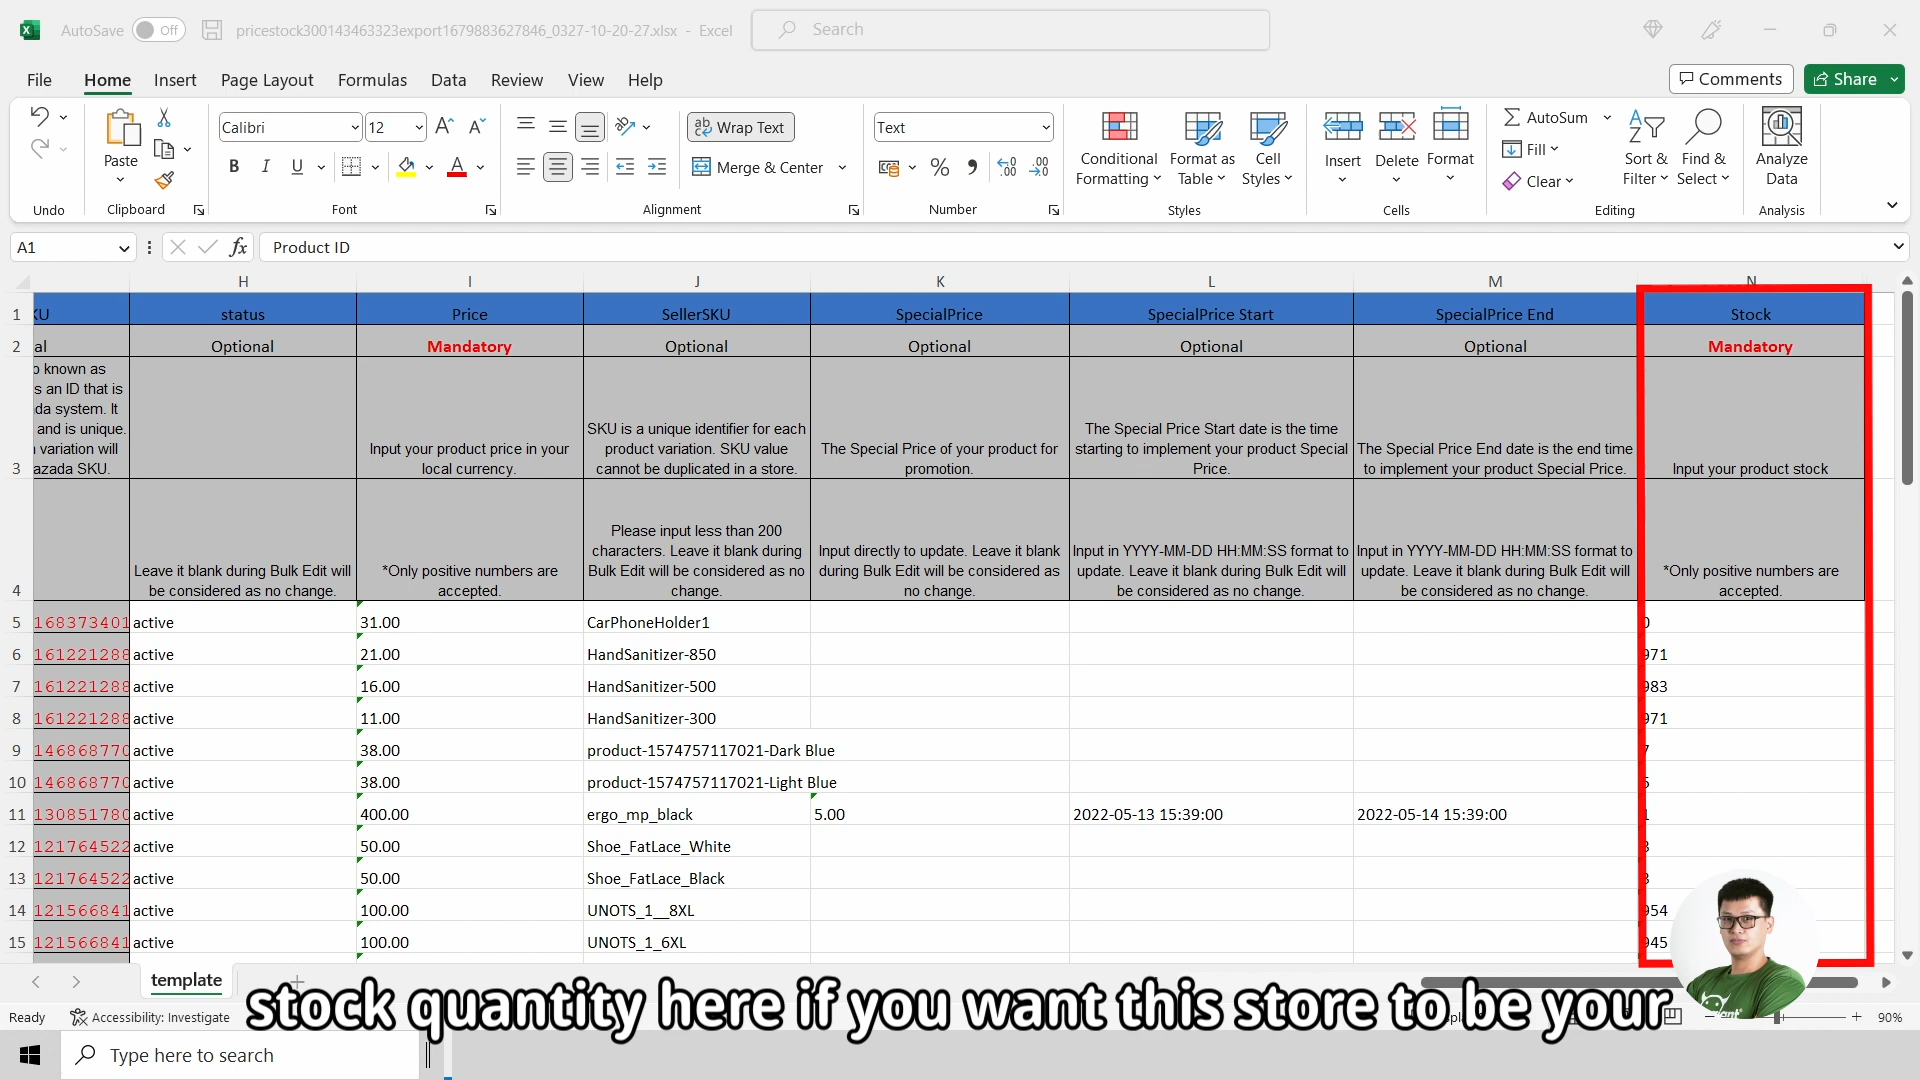 AutoSave Off pricestock300143463323export1679883627846_0327-10-20-27.xlsx - Excel Search
File Home Insert Page Layout Formulas Data Review View Help Comments Share
Calibri 12 Wrap Text Text AutoSum
Paste Conditional Format as Cell Insert Delete Format Fill Sort & Find & Analyze
B I U Merge & Center Formatting Table Styles Clear Filter Select Data
Undo Clipboard Font Alignment Number Styles Cells Editing Analysis
A1 fx Product ID
H I J K L M N
1 KU status Price SellerSKU SpecialPrice SpecialPrice Start SpecialPrice End Stock
2 al Optional Mandatory Optional Optional Optional Optional Mandatory
o known as
s an ID that is
da system. It
and is unique. SKU is a unique identifier for each The Special Price Start date is the time
variation will Input your product price in your product variation. SKU value The Special Price of your product for starting to implement your product Special The Special Price End date is the end time
3 azada SKU. local currency. cannot be duplicated in a store. promotion. Price. to implement your product Special Price. Input your product stock
Please input less than 200
characters. Leave it blank during Input directly to update. Leave it blank Input in YYYY-MM-DD HH:MM:SS format to Input in YYYY-MM-DD HH:MM:SS format to
Leave it blank during Bulk Edit will *Only positive numbers are Bulk Edit will be considered as no during Bulk Edit will be considered as update. Leave it blank during Bulk Edit will update. Leave it blank during Bulk Edit will *Only positive numbers are
4 be considered as no change. accepted. change. no change. be considered as no change. be considered as no change. accepted.
5 168373401 active 31.00 CarPhoneHolder1 0
6 161221288 active 21.00 HandSanitizer-850 971
7 161221288 active 16.00 HandSanitizer-500 983
8 161221288 active 11.00 HandSanitizer-300 971
9 146868770 active 38.00 product-1574757117021-Dark Blue 7
10 146868770 active 38.00 product-1574757117021-Light Blue 5
11 130851780 active 400.00 ergo_mp_black 5.00 2022-05-13 15:39:00 2022-05-14 15:39:00 1
12 121764522 active 50.00 Shoe_FatLace_White 3
13 121764522 active 50.00 Shoe_FatLace_Black 3
14 121566841 active 100.00 UNOTS_1__8XL 954
15 121566841 active 100.00 UNOTS_1_6XL 945
template
stock quantity here if you want this store to be your
Ready Accessibility: Investigate 90%
Type here to search